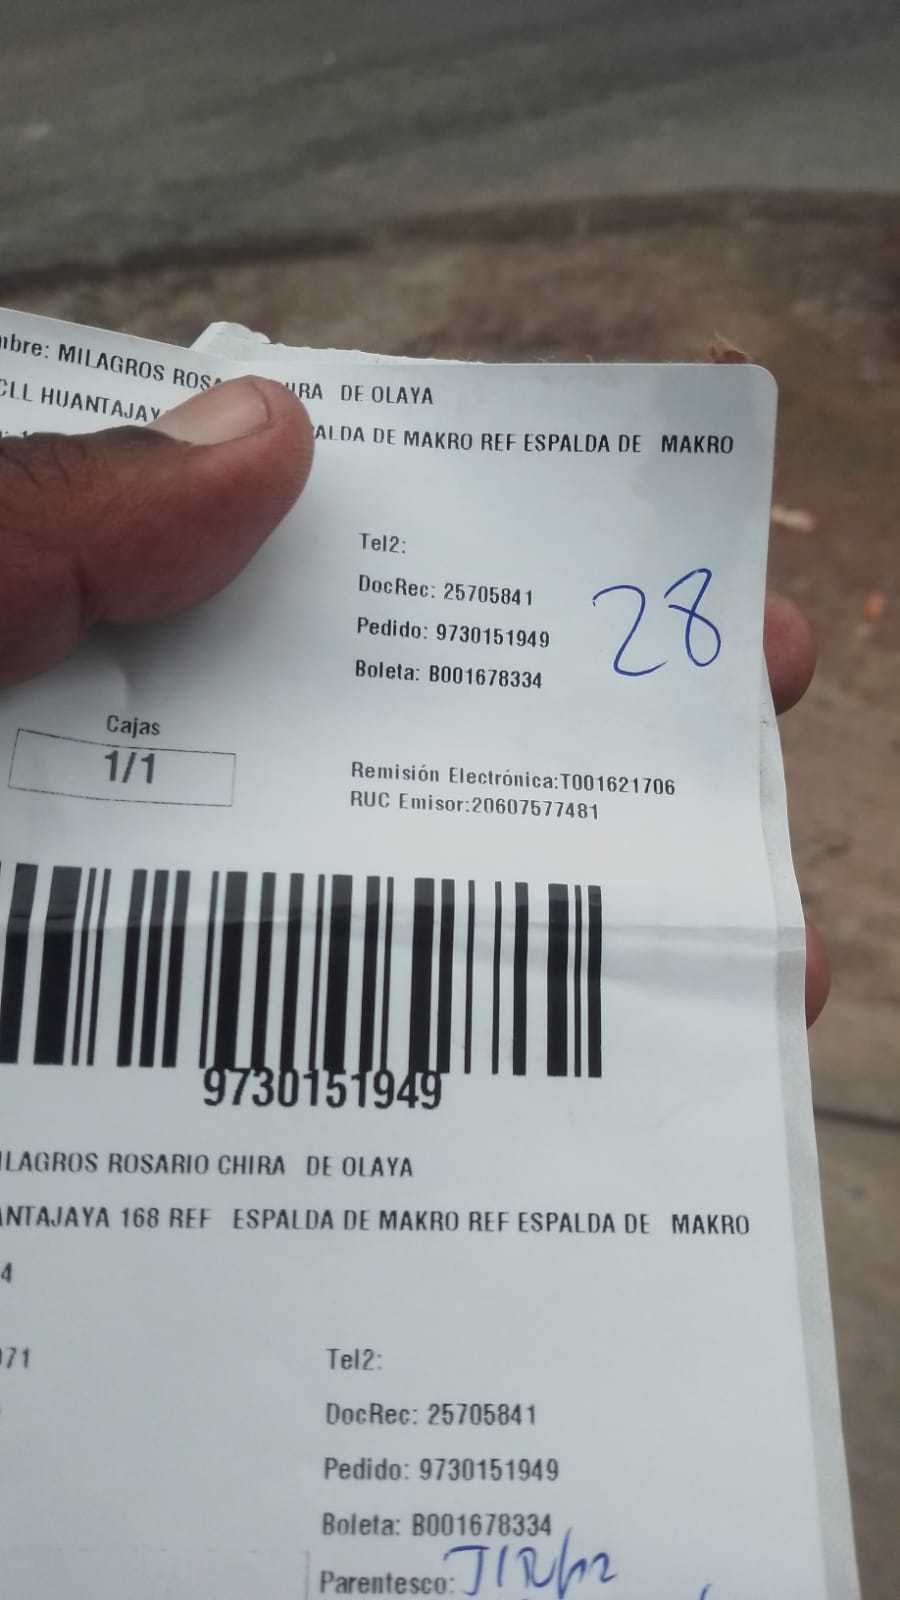 mbre: MILAGROS ROSA CHIRA DE OLAYA
CLL HUANTAJAY ALDA DE MAKRO REF ESPALDA DE MAKRO
Tel2:
DocRec: 25705841
28
Pedido: 9730151949
Boleta: B001678334
Cajas
1/1
Remisión Electrónica:T001621706
RUC Emisor:20607577481
9730151949
ILAGROS ROSARIO CHIRA DE OLAYA
ANTAJAYA 168 REF ESPALDA DE MAKRO REF ESPALDA DE MAKRO
4
971
Tel2:
DocRec: 25705841
Pedido: 9730151949
Boleta: B001678334
Parentesco: